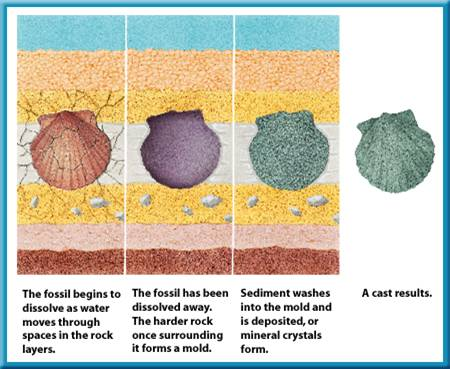 The fossil begins to
dissolve as water
moves through
spaces in the rock
layers.
The fossil has been
dissolved away.
The harder rock
once surrounding
it forms a mold.
Sediment washes
into the mold and
is deposited, or
mineral crystals
form.
A cast results.